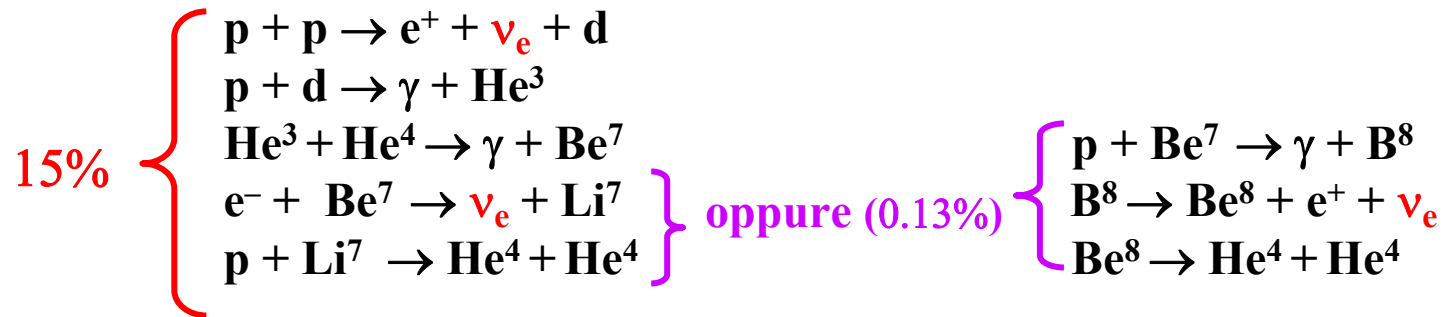 15%
p + p → e⁺ + νₑ + d
p + d → γ + He³
He³ + He⁴ → γ + Be⁷
e⁻ + Be⁷ → νₑ + Li⁷
p + Li⁷ → He⁴ + He⁴
oppure (0.13%)
p + Be⁷ → γ + B⁸
B⁸ → Be⁸ + e⁺ + νₑ
Be⁸ → He⁴ + He⁴